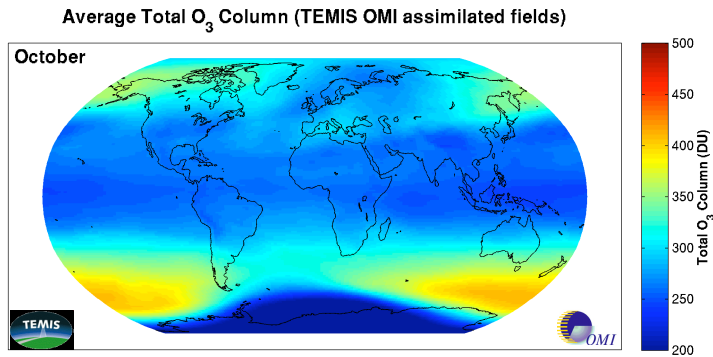 Average Total O3 Column (TEMIS OMI assimilated fields)
October
500
450
400
350
300
250
200
Total O3 Column (DU)
TEMIS
OMI